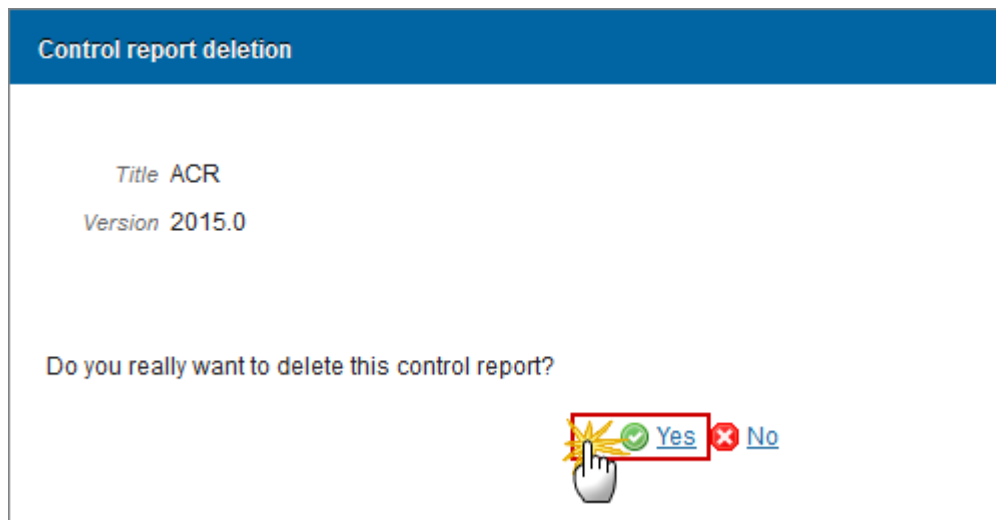 Control report deletion
Title ACR
Version 2015.0
Do you really want to delete this control report?
Yes No